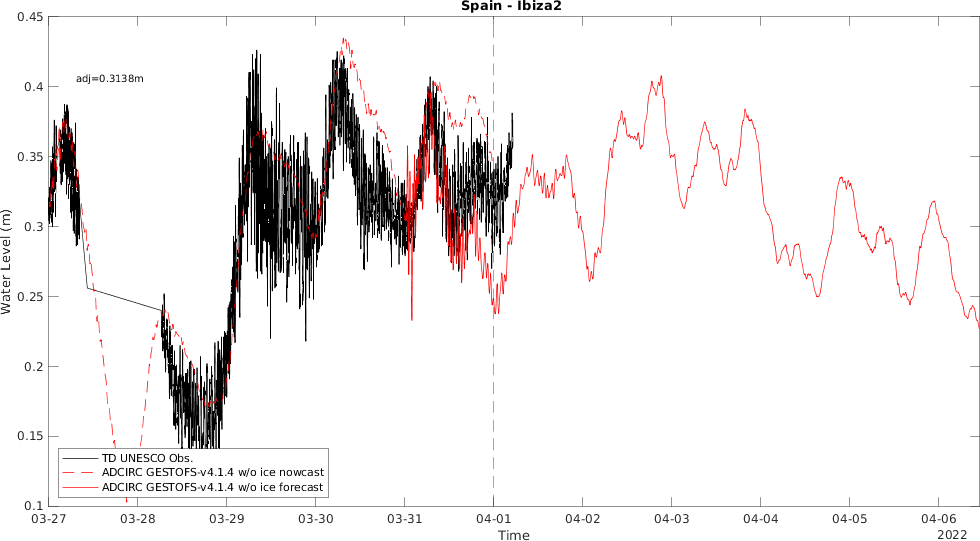 Spain - Ibiza2
0.45
0.4
0.35
0.3
0.25
0.2
0.15
0.1
Water Level (m)
adj=0.3138m
TD UNESCO Obs.
ADCIRC GESTOFS-v4.1.4 w/o ice nowcast
ADCIRC GESTOFS-v4.1.4 w/o ice forecast
03-27 03-28 03-29 03-30 03-31 04-01 04-02 04-03 04-04 04-05 04-06
Time
2022